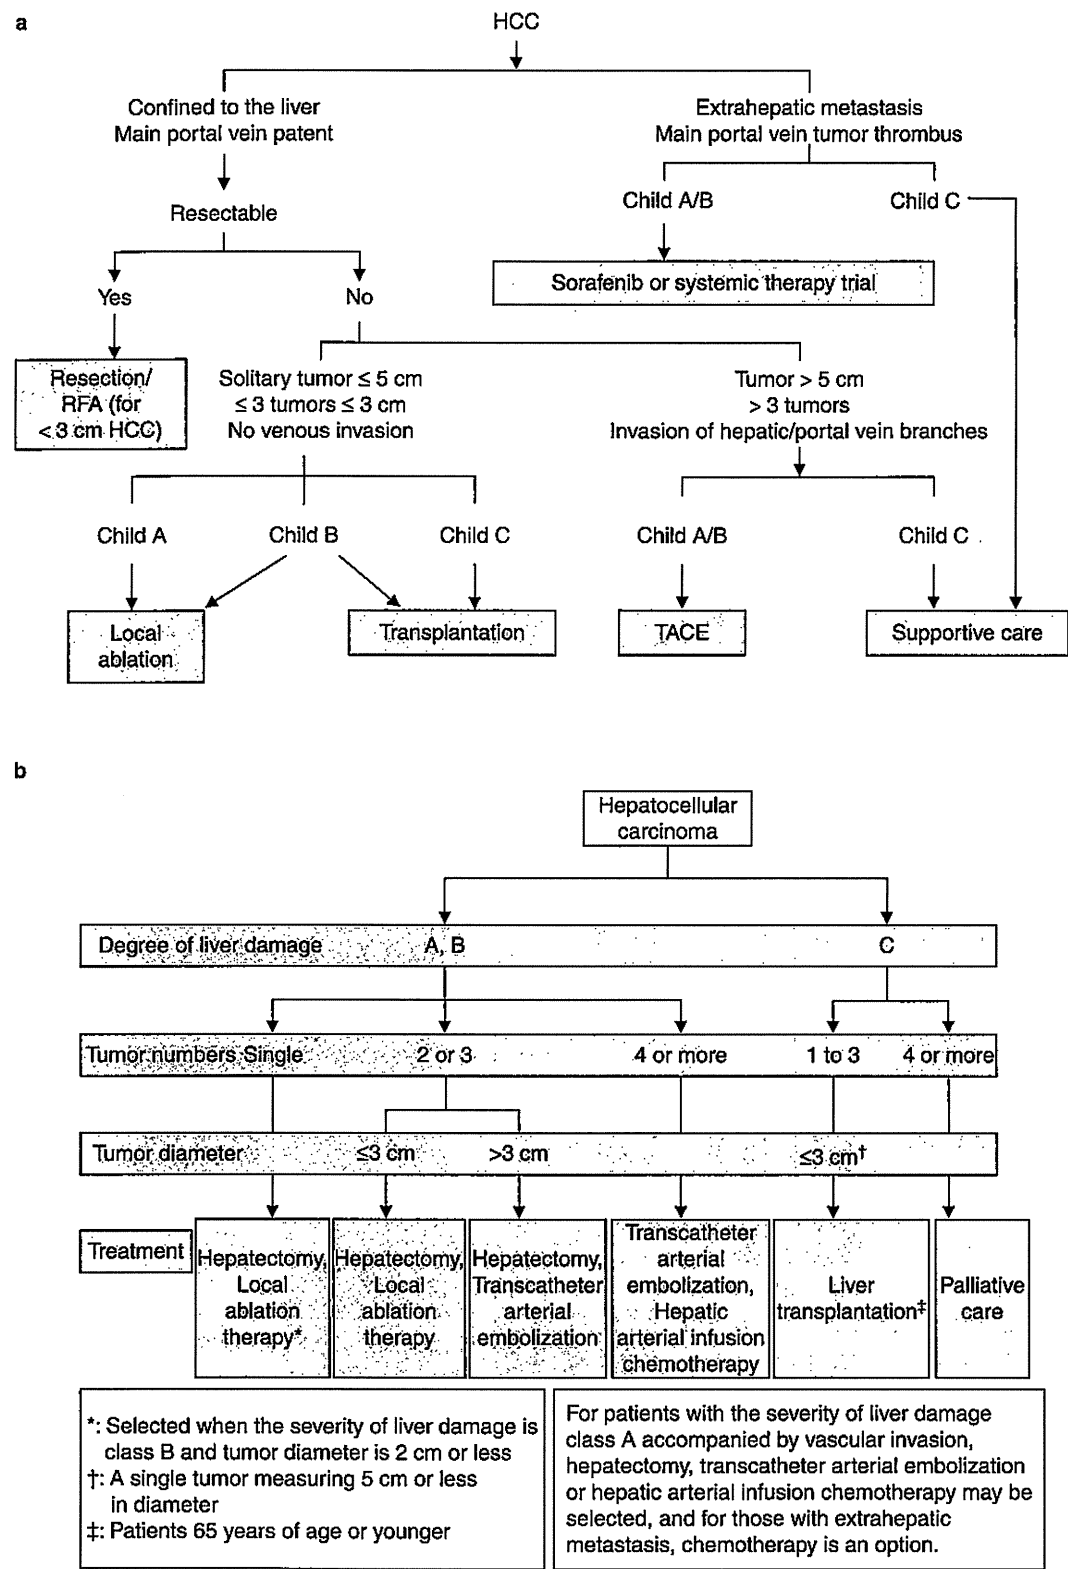 a
HCC
Confined to the liver
Main portal vein patent
Extrahepatic metastasis
Main portal vein tumor thrombus
Child A/B
Child C
Resectable
Sorafenib or systemic therapy trial
Yes
No
Resection/
RFA (for
< 3 cm HCC)
Solitary tumor ≤ 5 cm
≤ 3 tumors ≤ 3 cm
No venous invasion
Tumor > 5 cm
> 3 tumors
Invasion of hepatic/portal vein branches
Child A
Child B
Child C
Child A/B
Child C
Local
ablation
Transplantation
TACE
Supportive care
b
Hepatocellular
carcinoma
Degree of liver damage
A, B
C
Tumor numbers Single
2 or 3
4 or more
1 to 3
4 or more
Tumor diameter
≤3 cm
>3 cm
≤3 cm†
Treatment
Hepatectomy,
Local
ablation
therapy*
Hepatectomy,
Local
ablation
therapy
Hepatectomy,
Transcatheter
arterial
embolization
Transcatheter
arterial
embolization,
Hepatic
arterial infusion
chemotherapy
Liver
transplantation‡
Palliative
care
*: Selected when the severity of liver damage is
class B and tumor diameter is 2 cm or less
†: A single tumor measuring 5 cm or less
in diameter
‡: Patients 65 years of age or younger
For patients with the severity of liver damage
class A accompanied by vascular invasion,
hepatectomy, transcatheter arterial embolization
or hepatic arterial infusion chemotherapy may be
selected, and for those with extrahepatic
metastasis, chemotherapy is an option.